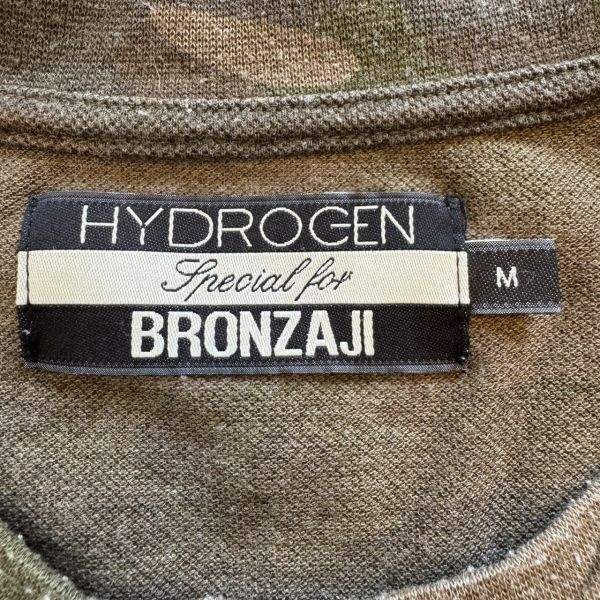 HYDROGEN
Special for
BRONZAJI
M